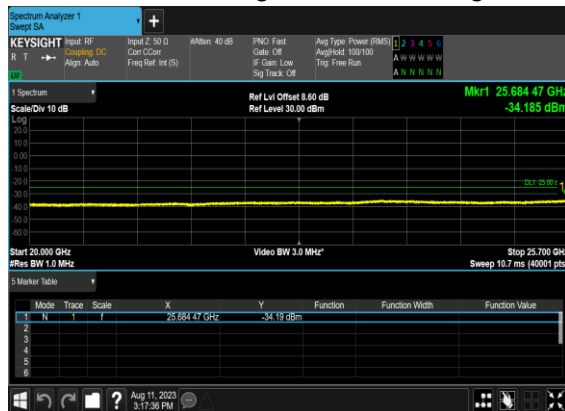 Spectrum Analyzer 1
Swept SA
+
KEYSIGHT Input: RF Input Z: 50 Ω #Atten: 40 dB PNO: Fast Avg Type: Power (RMS) 1 2 3 4 5 6
R T Coupling: DC Corr CCorr Gate: Off Avg|Hold: 100/100 A W W W W W
Align: Auto Freq Ref: Int (S) IF Gain: Low Trig: Free Run
LW Sig Track: Off A N N N N N
1 Spectrum Ref Lvl Offset 8.60 dB Mkr1 25.684 47 GHz
Scale/Div 10 dB Ref Level 30.00 dBm -34.185 dBm
Log
20.0
10.0
0.00
-10.0
-20.0
DL1 -25.00 1
-30.0
-40.0
-50.0
-60.0
Start 20.000 GHz Video BW 3.0 MHz* Stop 25.700 GHz
#Res BW 1.0 MHz Sweep 10.7 ms (40001 pts
5 Marker Table
Mode Trace Scale X Y Function Function Width Function Value
1 N 1 f 25.684 47 GHz -34.19 dBm
2
3
4
5
6
? Aug 11, 2023
3:17:36 PM